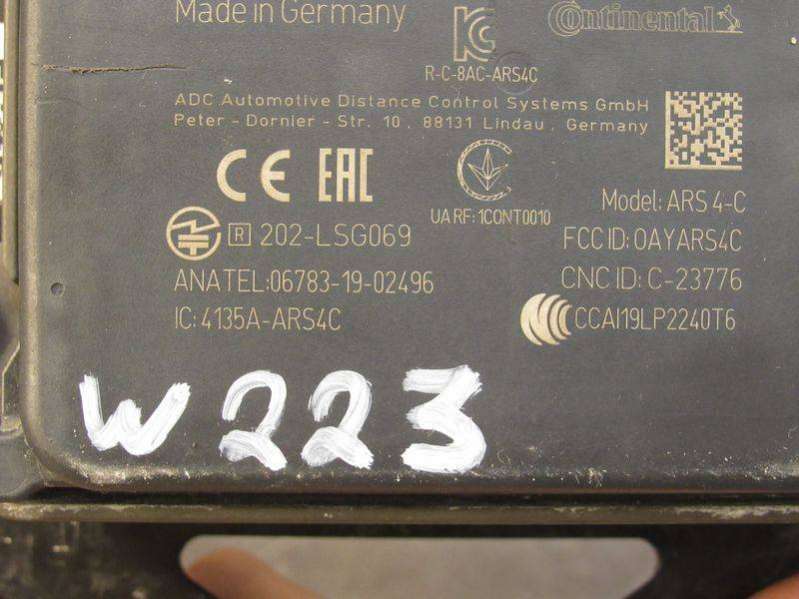 Made in Germany
Continental
R-C-8AC-ARS4C
ADC Automotive Distance Control Systems GmbH
Peter - Dornier - Str. 10 , 88131 Lindau , Germany
CE EAC
UA RF: 1CONT0010
Model: ARS 4-C
R 202-LSG069
FCC ID: OAYARS4C
ANATEL:06783-19-02496
CNC ID: C-23776
IC: 4135A-ARS4C
CCAI19LP2240T6
W223